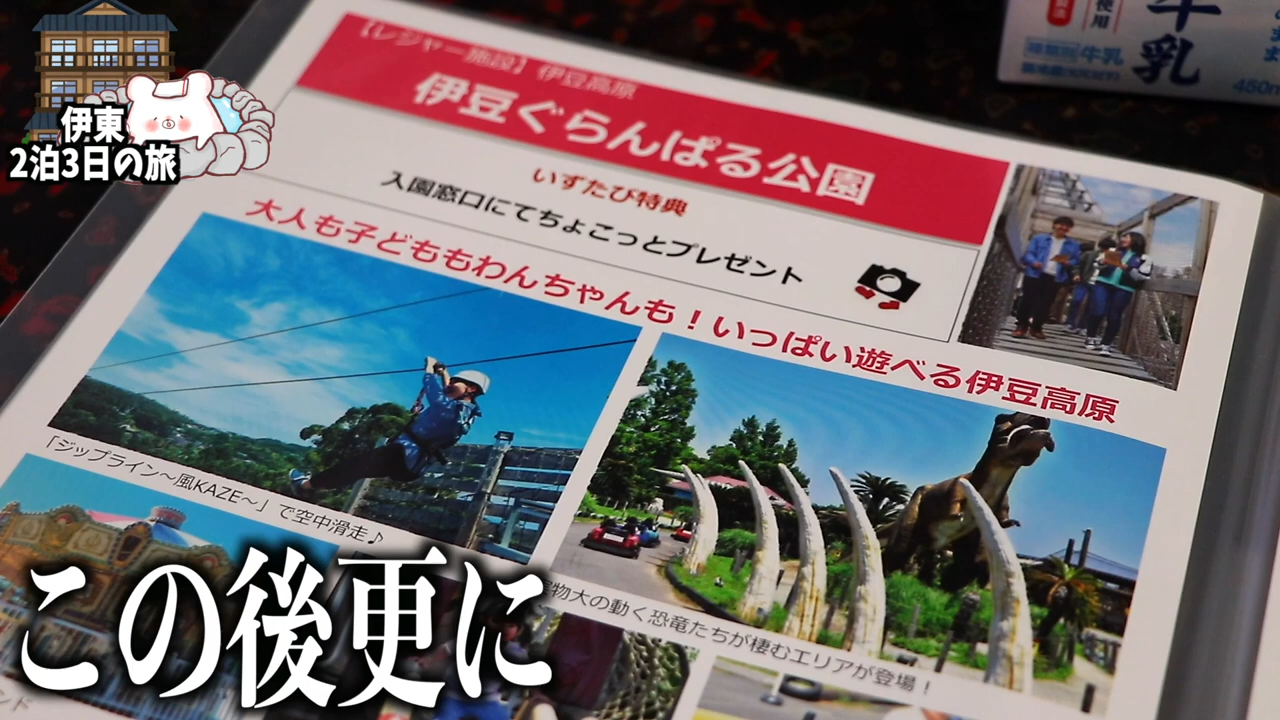 伊東
2泊3日の旅
【レジャー施設】伊豆高原
伊豆ぐらんぱる公園
いずたび特典
入園窓口にてちょこっとプレゼント
大人も子どももわんちゃんも！いっぱい遊べる伊豆高原
「ジップライン～風KAZE～」で空中滑走♪
物大の動く恐竜たちが棲むエリアが登場！
この後更に
使用
牛乳
種類別 牛乳
450m